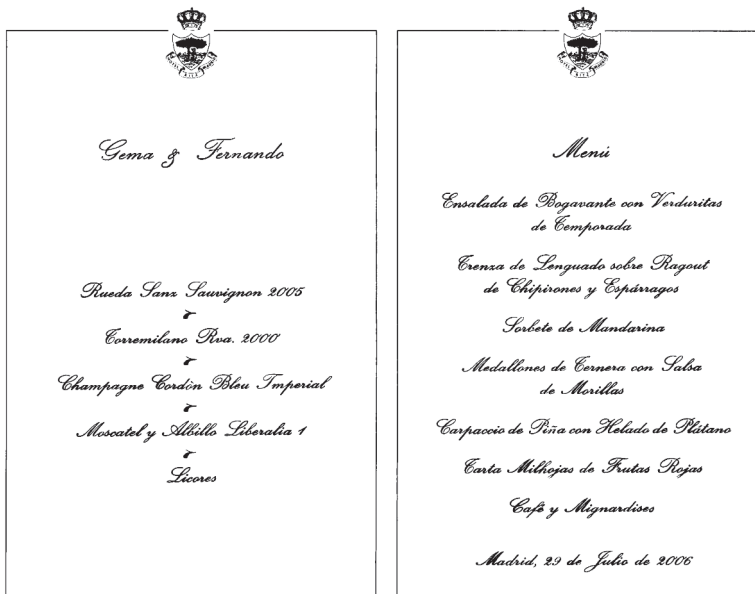 Gema & Fernando
Rueda Sanz Sauvignon 2005
Torremilano Rva. 2000
Champagne Cordòn Bleu Imperial
Moscatel y Albillo Liberalia 1
Licores
Menú
Ensalada de Bogavante con Verduritas
de Temporada
Trenza de Lenguado sobre Ragout
de Chipirones y Espárragos
Sorbete de Mandarina
Medallones de Ternera con Salsa
de Morillas
Carpaccio de Piña con Helado de Plátano
Tarta Milhojas de Frutas Rojas
Café y Mignardises
Madrid, 29 de Julio de 2006